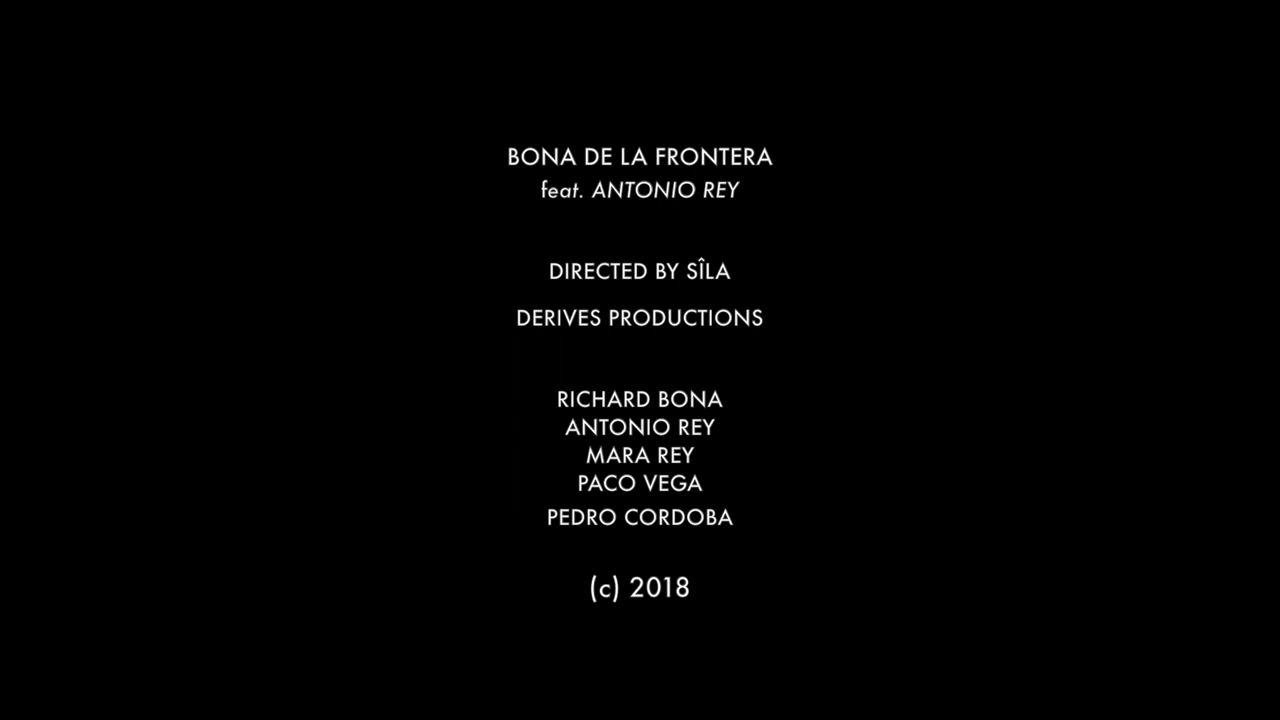 BONA DE LA FRONTERA
feat. ANTONIO REY
DIRECTED BY SÎLA
DERIVES PRODUCTIONS
RICHARD BONA
ANTONIO REY
MARA REY
PACO VEGA
PEDRO CORDOBA
(c) 2018